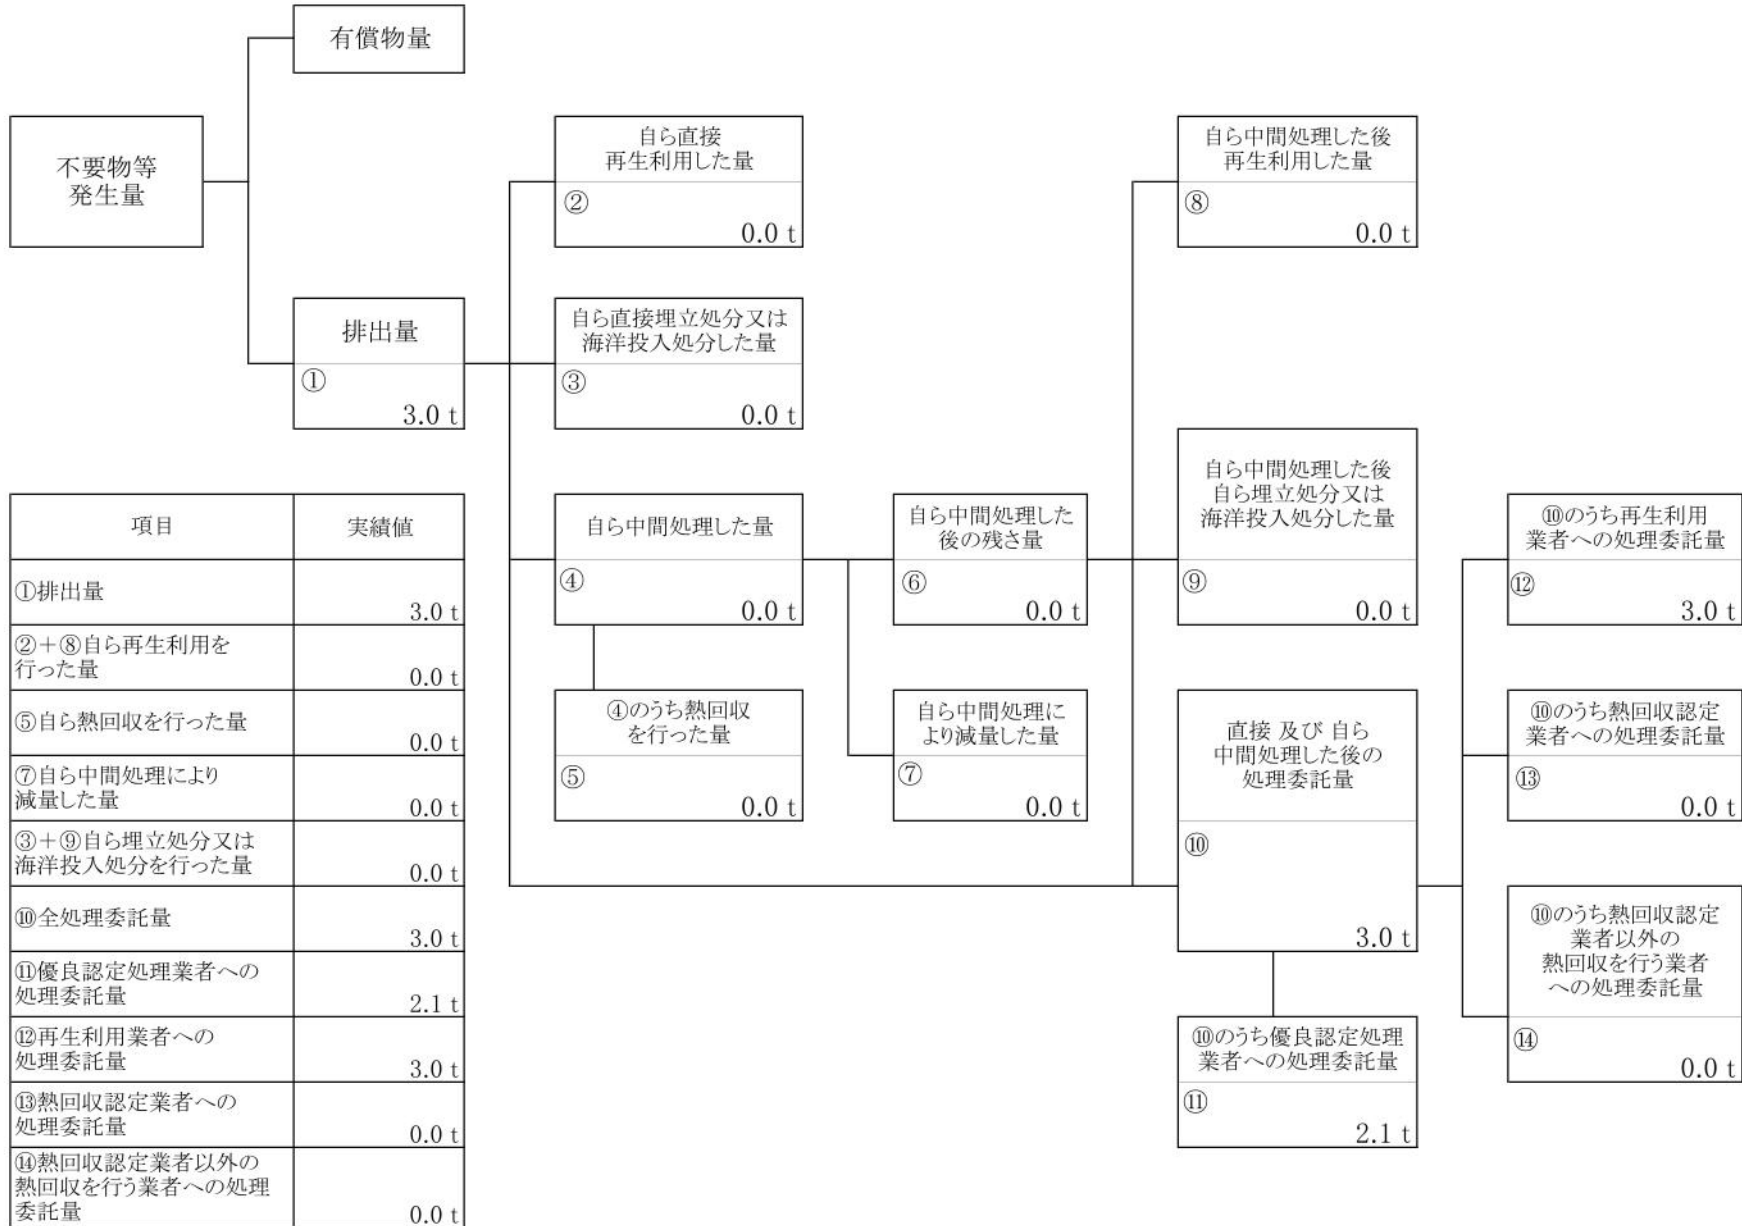 有償物量
不要物等
発生量
自ら直接
再生利用した量
②
0.0 t
自ら中間処理した後
再生利用した量
⑧
0.0 t
排出量
①
3.0 t
自ら直接埋立処分又は
海洋投入処分した量
③
0.0 t
自ら中間処理した量
④
0.0 t
自ら中間処理した
後の残さ量
⑥
0.0 t
自ら中間処理した後
自ら埋立処分又は
海洋投入処分した量
⑨
0.0 t
⑩のうち再生利用
業者への処理委託量
⑫
3.0 t
④のうち熱回収
を行った量
⑤
0.0 t
自ら中間処理に
より減量した量
⑦
0.0 t
直接 及び 自ら
中間処理した後の
処理委託量
⑩
3.0 t
⑩のうち熱回収認定
業者への処理委託量
⑬
0.0 t
⑩のうち熱回収認定
業者以外の
熱回収を行う業者
への処理委託量
⑭
0.0 t
⑩のうち優良認定処理
業者への処理委託量
⑪
2.1 t
項目 実績値
①排出量
3.0 t
②+⑧自ら再生利用を
行った量
0.0 t
⑤自ら熱回収を行った量
0.0 t
⑦自ら中間処理により
減量した量
0.0 t
③+⑨自ら埋立処分又は
海洋投入処分を行った量
0.0 t
⑩全処理委託量
3.0 t
⑪優良認定処理業者への
処理委託量
2.1 t
⑫再生利用業者への
処理委託量
3.0 t
⑬熱回収認定業者への
処理委託量
0.0 t
⑭熱回収認定業者以外の
熱回収を行う業者への処理
委託量
0.0 t